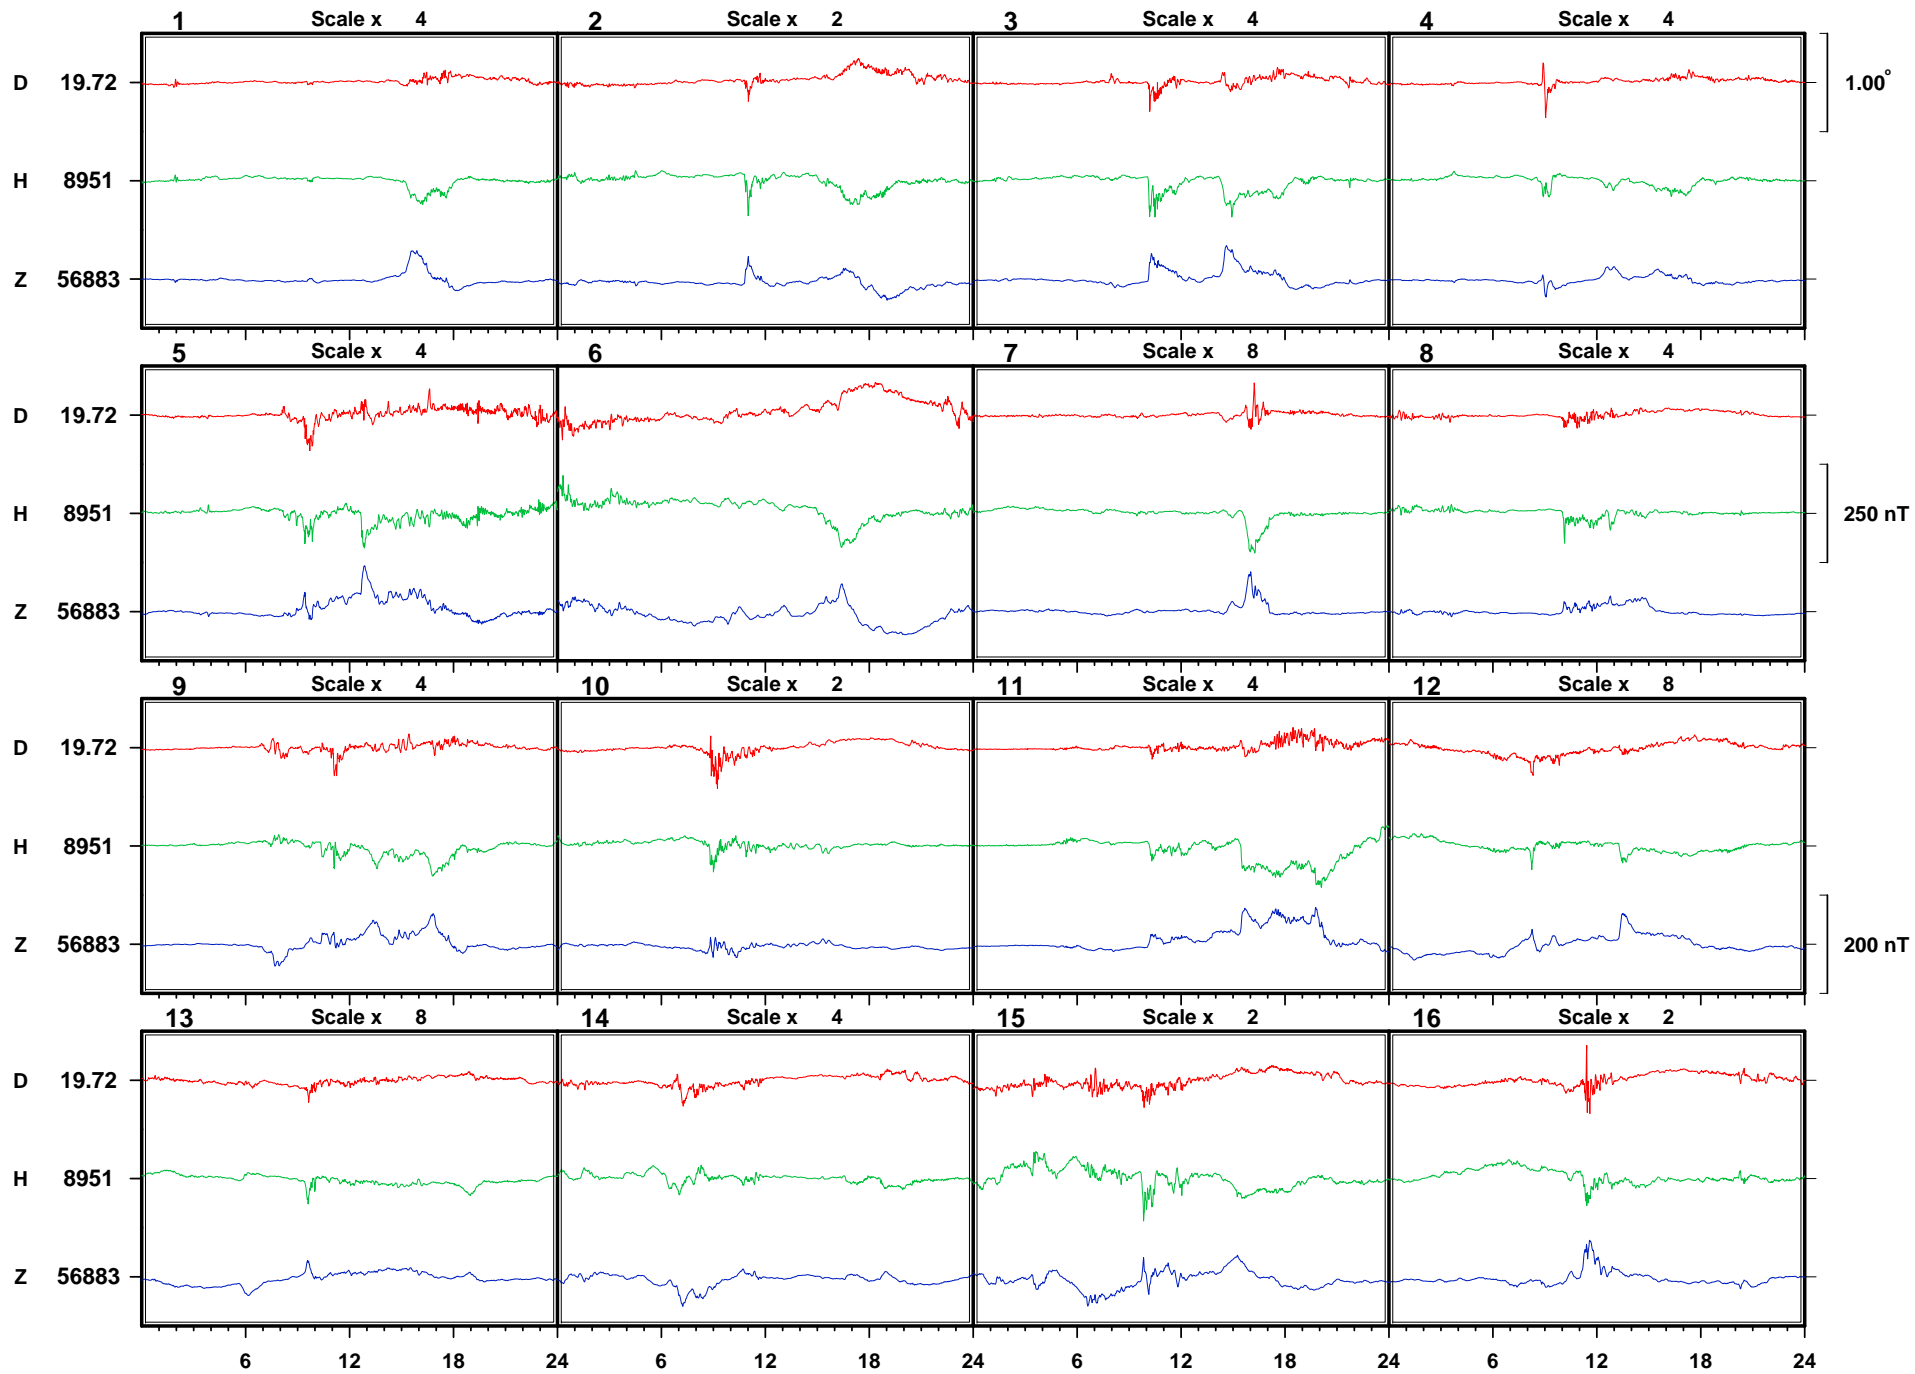 1 Scale x 4 2 Scale x 2 3 Scale x 4 4 Scale x 4
D 19.72 1.00°
H 8951
Z 56883
5 Scale x 4 6 7 Scale x 8 8 Scale x 4
D 19.72
H 8951 250 nT
Z 56883
9 Scale x 4 10 Scale x 2 11 Scale x 4 12 Scale x 8
D 19.72
H 8951
Z 56883 200 nT
13 Scale x 8 14 Scale x 4 15 Scale x 2 16 Scale x 2
D 19.72
H 8951
Z 56883
6 12 18 24 6 12 18 24 6 12 18 24 6 12 18 24